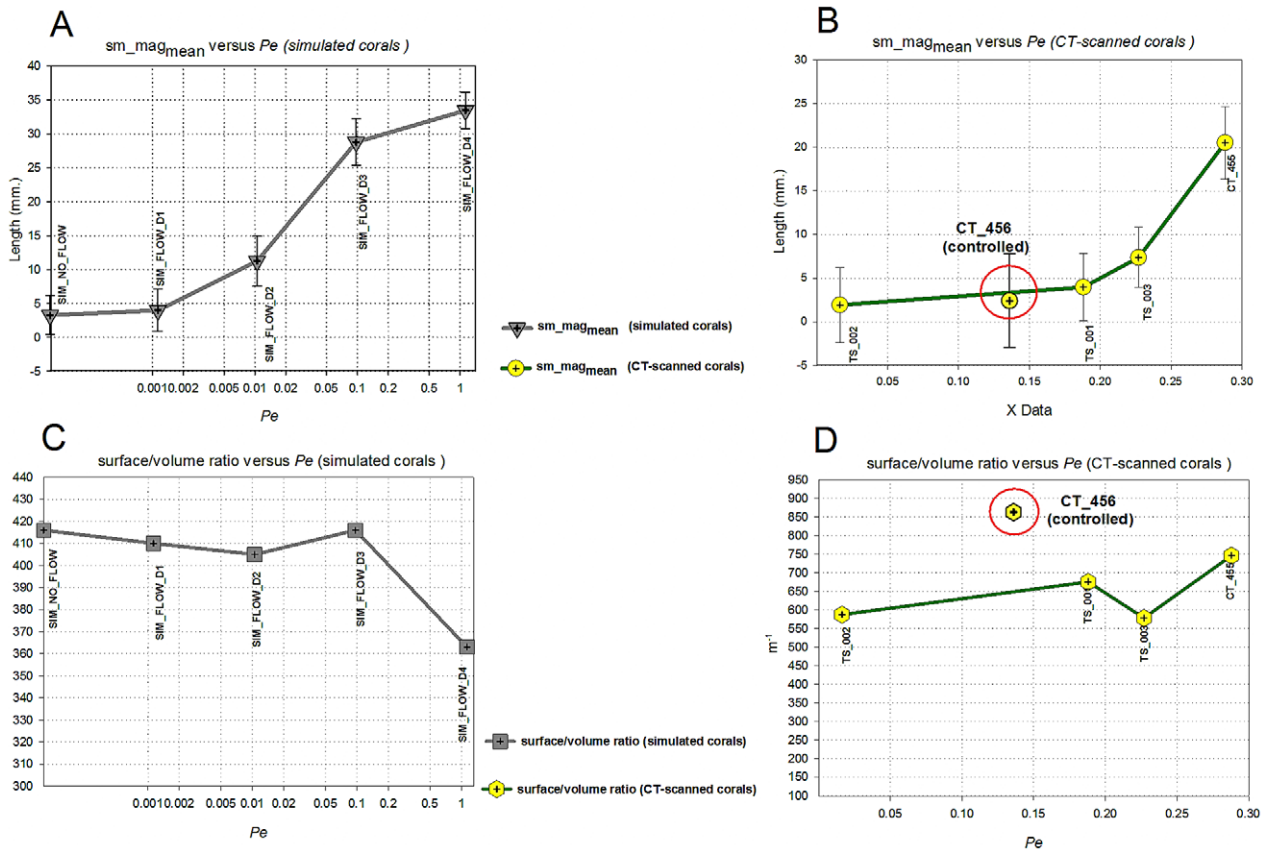 A
sm_magmean versus Pe (simulated corals )
40
35
30
25
20
15
10
5
0
-5
Length (mm.)
SIM_NO_FLOW
SIM_FLOW_D1
SIM_FLOW_D2
SIM_FLOW_D3
SIM_FLOW_D4
0.001 0.002 0.005 0.01 0.02 0.05 0.1 0.2 0.5 1
Pe
sm_magmean (simulated corals)
sm_magmean (CT-scanned corals)
B
sm_magmean versus Pe (CT-scanned corals )
30
25
20
15
10
5
0
-5
Length (mm.)
CT_456
(controlled)
TS_002
TS_001
TS_003
CT_455
0.05 0.10 0.15 0.20 0.25 0.30
X Data
C
surface/volume ratio versus Pe (simulated corals )
440
420
410
400
380
360
350
340
330
320
310
300
SIM_NO_FLOW
SIM_FLOW_D1
SIM_FLOW_D2
SIM_FLOW_D3
SIM_FLOW_D4
0.001 0.002 0.005 0.01 0.02 0.05 0.1 0.2 0.5 1
Pe
surface/volume ratio (simulated corals)
surface/volume ratio (CT-scanned corals)
D
surface/volume ratio versus Pe (CT-scanned corals )
950
900
850
800
750
700
650
600
550
500
450
400
350
300
250
200
150
100
m-1
CT_456
(controlled)
TS_002
TS_001
TS_003
CT_455
0.05 0.10 0.15 0.20 0.25 0.30
Pe